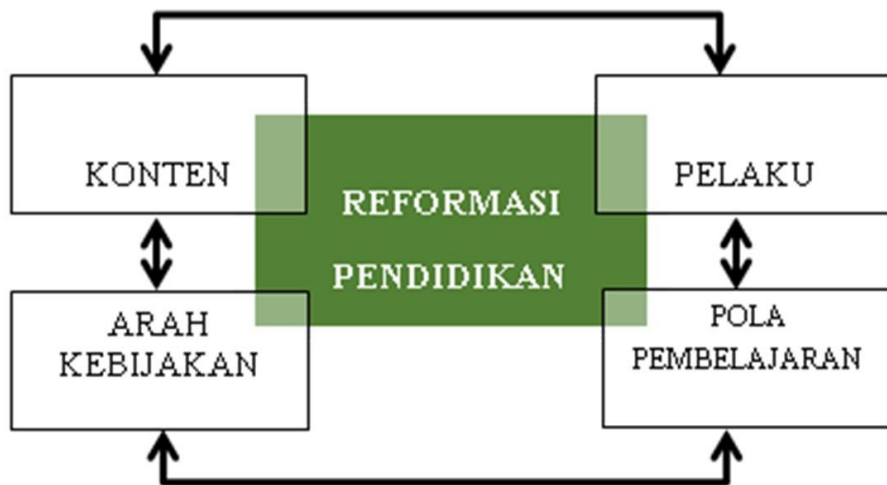 KONTEN
PELAKU
REFORMASI
PENDIDIKAN
ARAH
KEBIJAKAN
POLA
PEMBELAJARAN